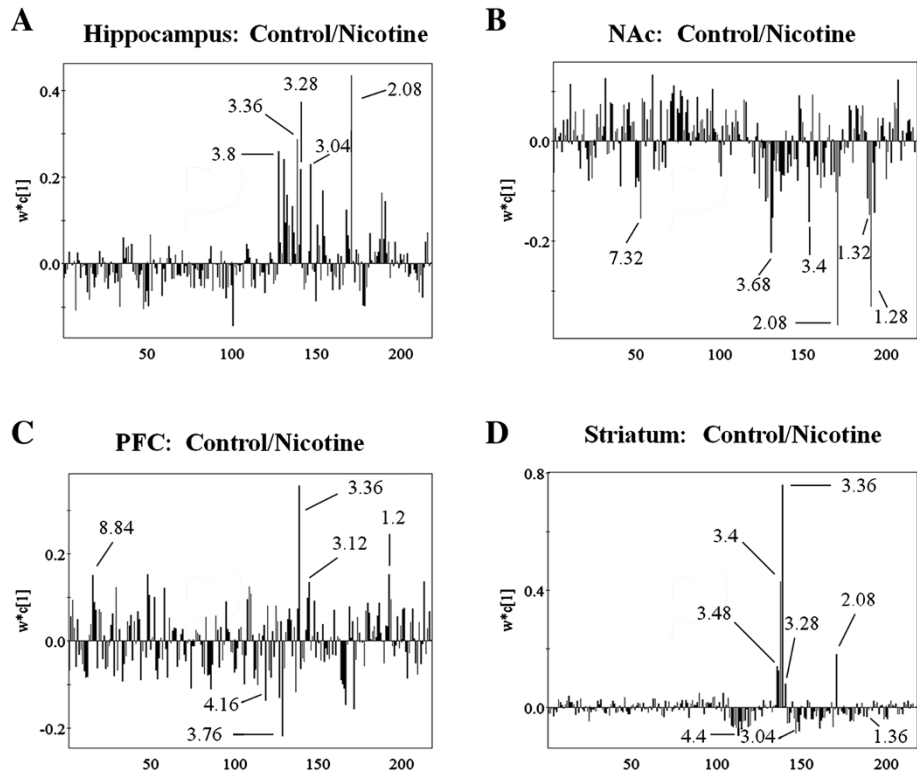 A
Hippocampus: Control/Nicotine
w*c[1]
0.4
0.2
0.0
3.28
3.36
2.08
3.8
3.04
50 100 150 200
B
NAc: Control/Nicotine
w*c[1]
0.0
-0.2
7.32
3.68
3.4
1.32
2.08
1.28
50 100 150 200
C
PFC: Control/Nicotine
w*c[1]
0.2
0.0
-0.2
8.84
3.36
1.2
3.12
4.16
3.76
50 100 150 200
D
Striatum: Control/Nicotine
w*c[1]
0.8
0.4
0.0
3.36
3.4
3.48
3.28
2.08
4.4
3.04
1.36
50 100 150 200